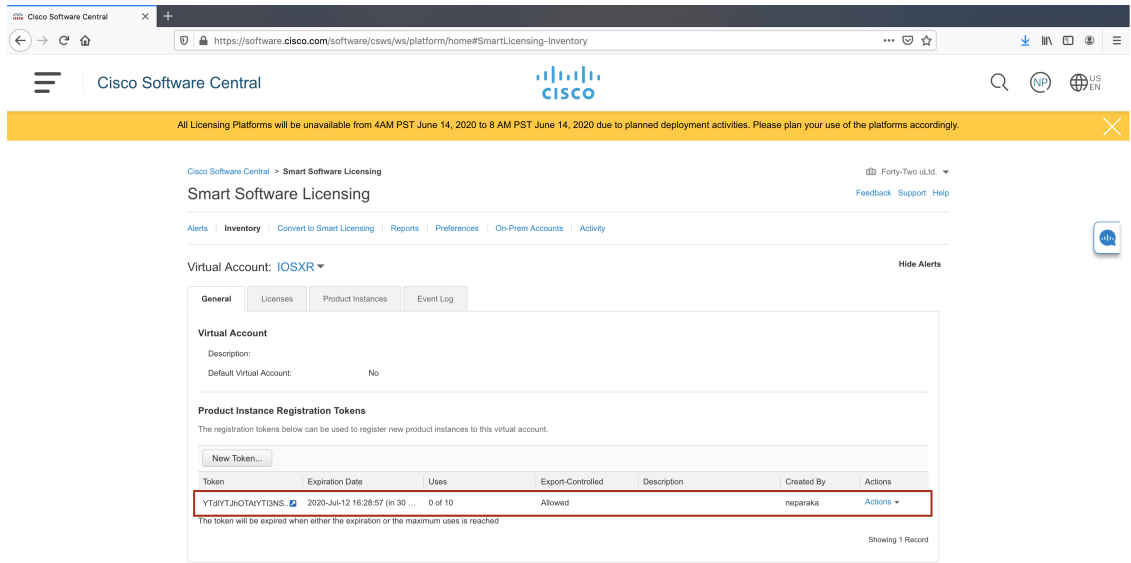 Cisco Software Central
https://software.cisco.com/software/csws/ws/platform/home#SmartLicensing-Inventory
Cisco Software Central
CISCO
NP
US
EN
All Licensing Platforms will be unavailable from 4AM PST June 14, 2020 to 8 AM PST June 14, 2020 due to planned deployment activities. Please plan your use of the platforms accordingly.
Cisco Software Central > Smart Software Licensing
Forty-Two uLtd.
Smart Software Licensing
Feedback Support Help
Alerts Inventory Convert to Smart Licensing Reports Preferences On-Prem Accounts Activity
Virtual Account: IOSXR
Hide Alerts
General Licenses Product Instances Event Log
Virtual Account
Description:
Default Virtual Account: No
Product Instance Registration Tokens
The registration tokens below can be used to register new product instances to this virtual account.
New Token...
Token Expiration Date Uses Export-Controlled Description Created By Actions
2020-Jul-12 16:28:57 (in 30 ... 0 of 10 Allowed neparaka Actions
The token will be expired when either the expiration or the maximum uses is reached
Showing 1 Record